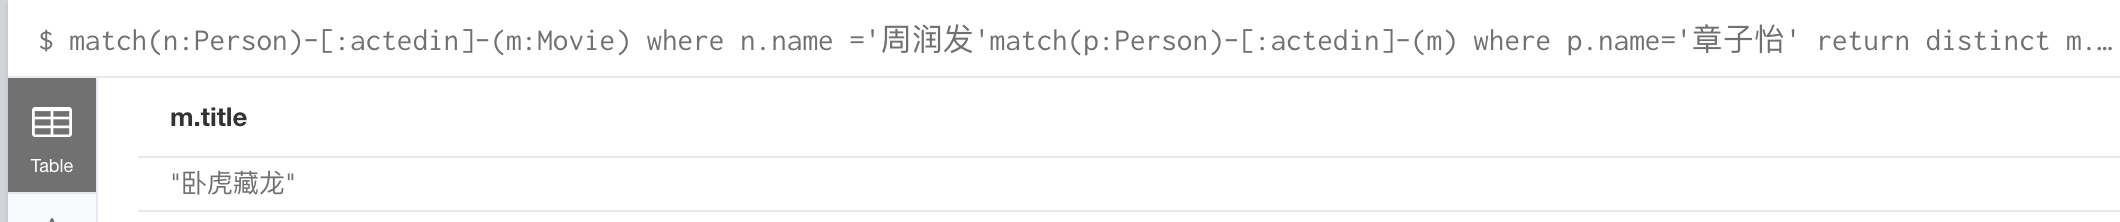 $ match(n:Person)-[:actedin]-(m:Movie) where n.name ='周润发'match(p:Person)-[:actedin]-(m) where p.name='章子怡' return distinct m.…
m.title
Table
"卧虎藏龙"